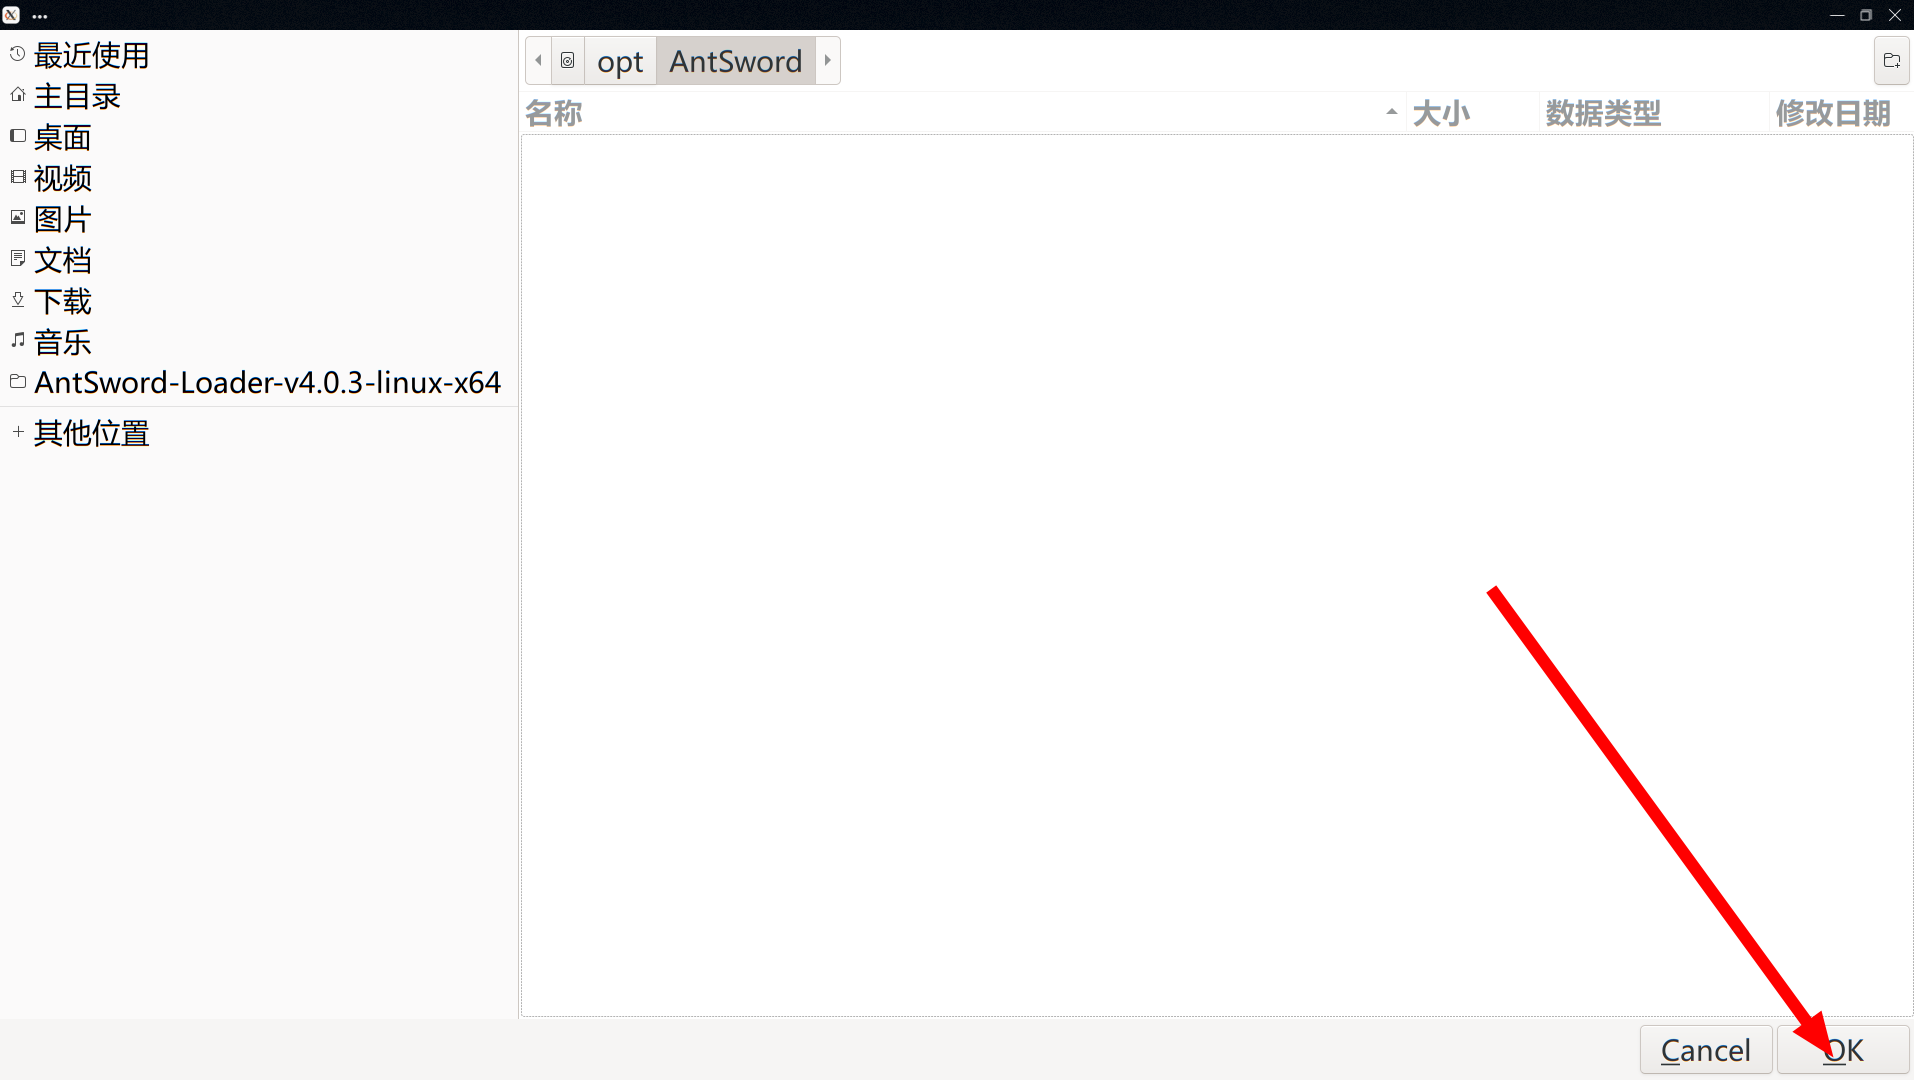 最近使用
主目录
桌面
视频
图片
文档
下载
音乐
AntSword-Loader-v4.0.3-linux-x64
其他位置
opt AntSword
名称 大小 数据类型 修改日期
Cancel OK